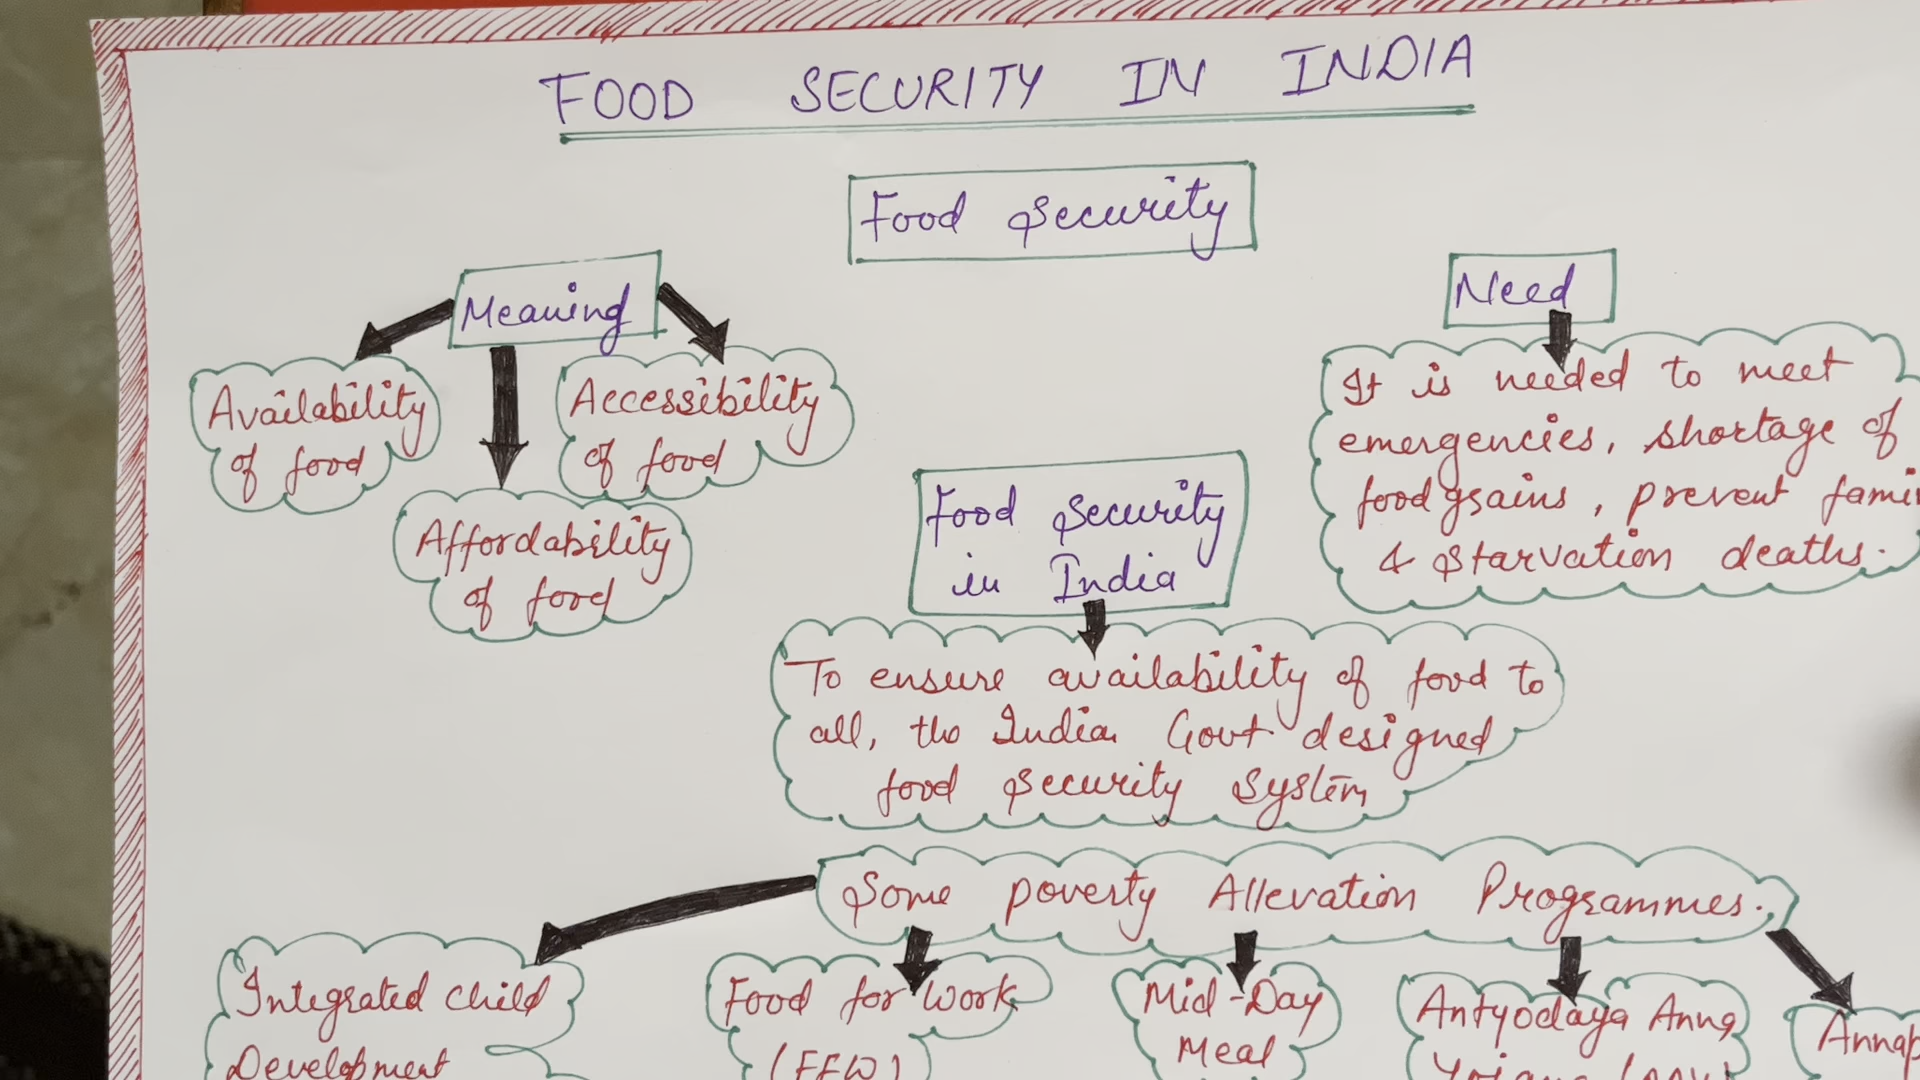 FOOD SECURITY IN INDIA
Food Security
Meaning
Need
Availability
of food
Accessibility
of food
Affordability
of food
It is needed to meet
emergencies, shortage of
foodgrains, prevent
& starvation deaths.
Food Security
in India
To ensure availability of food to
all, the India Govt designed
food security system
Some poverty Allevation Programmes.
Integrated child
Development
Food for Work
(FFW)
Mid-Day
Meal
Antyodaya Anna